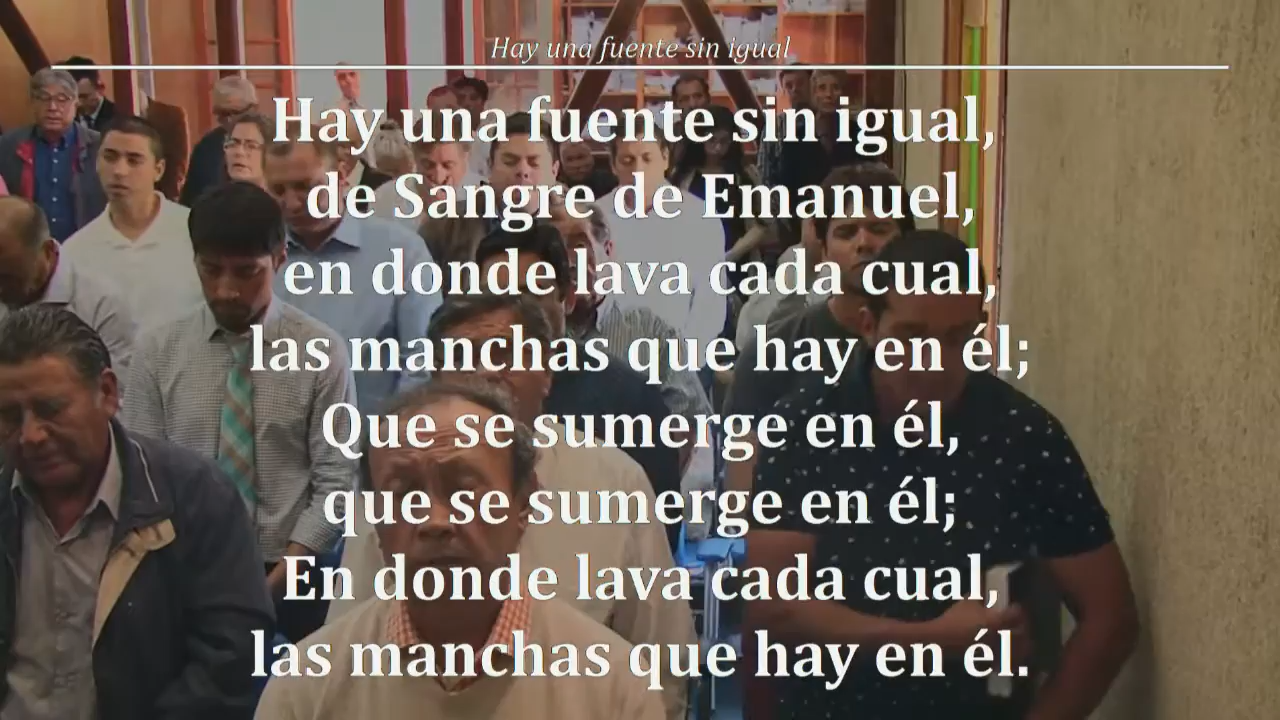 Hay una fuente sin igual
Hay una fuente sin igual,
de Sangre de Emanuel,
en donde lava cada cual,
las manchas que hay en él;
Que se sumerge en él,
que se sumerge en él;
En donde lava cada cual,
las manchas que hay en él.